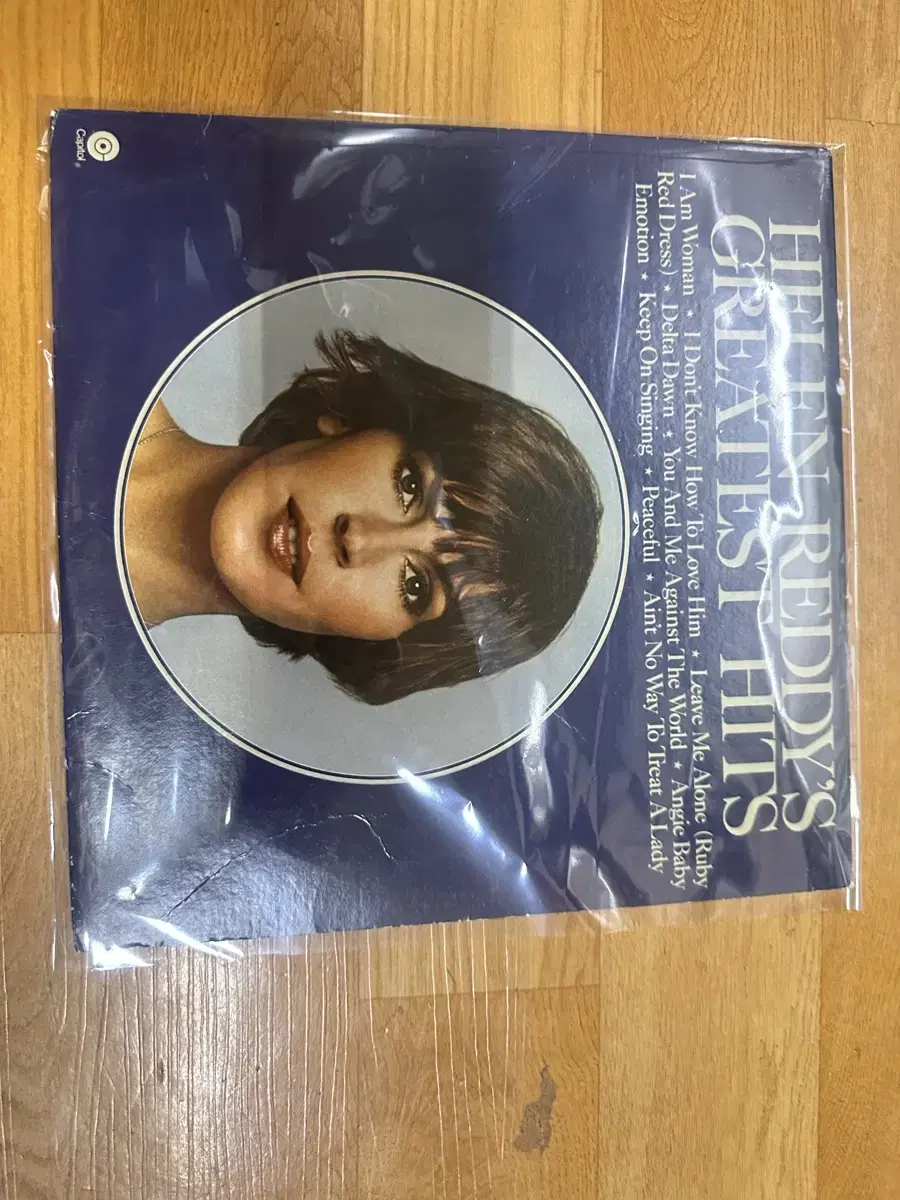 HELEN REDDY'S
GREATEST HITS
I Am Woman ★ I Don't Know How To Love Him ★ Leave Me Alone (Ruby
Red Dress) ★ Delta Dawn ★ You And Me Against The World ★ Angie Baby
Emotion ★ Keep On Singing ★ Peaceful ★ Ain't No Way To Treat A Lady
Capitol®